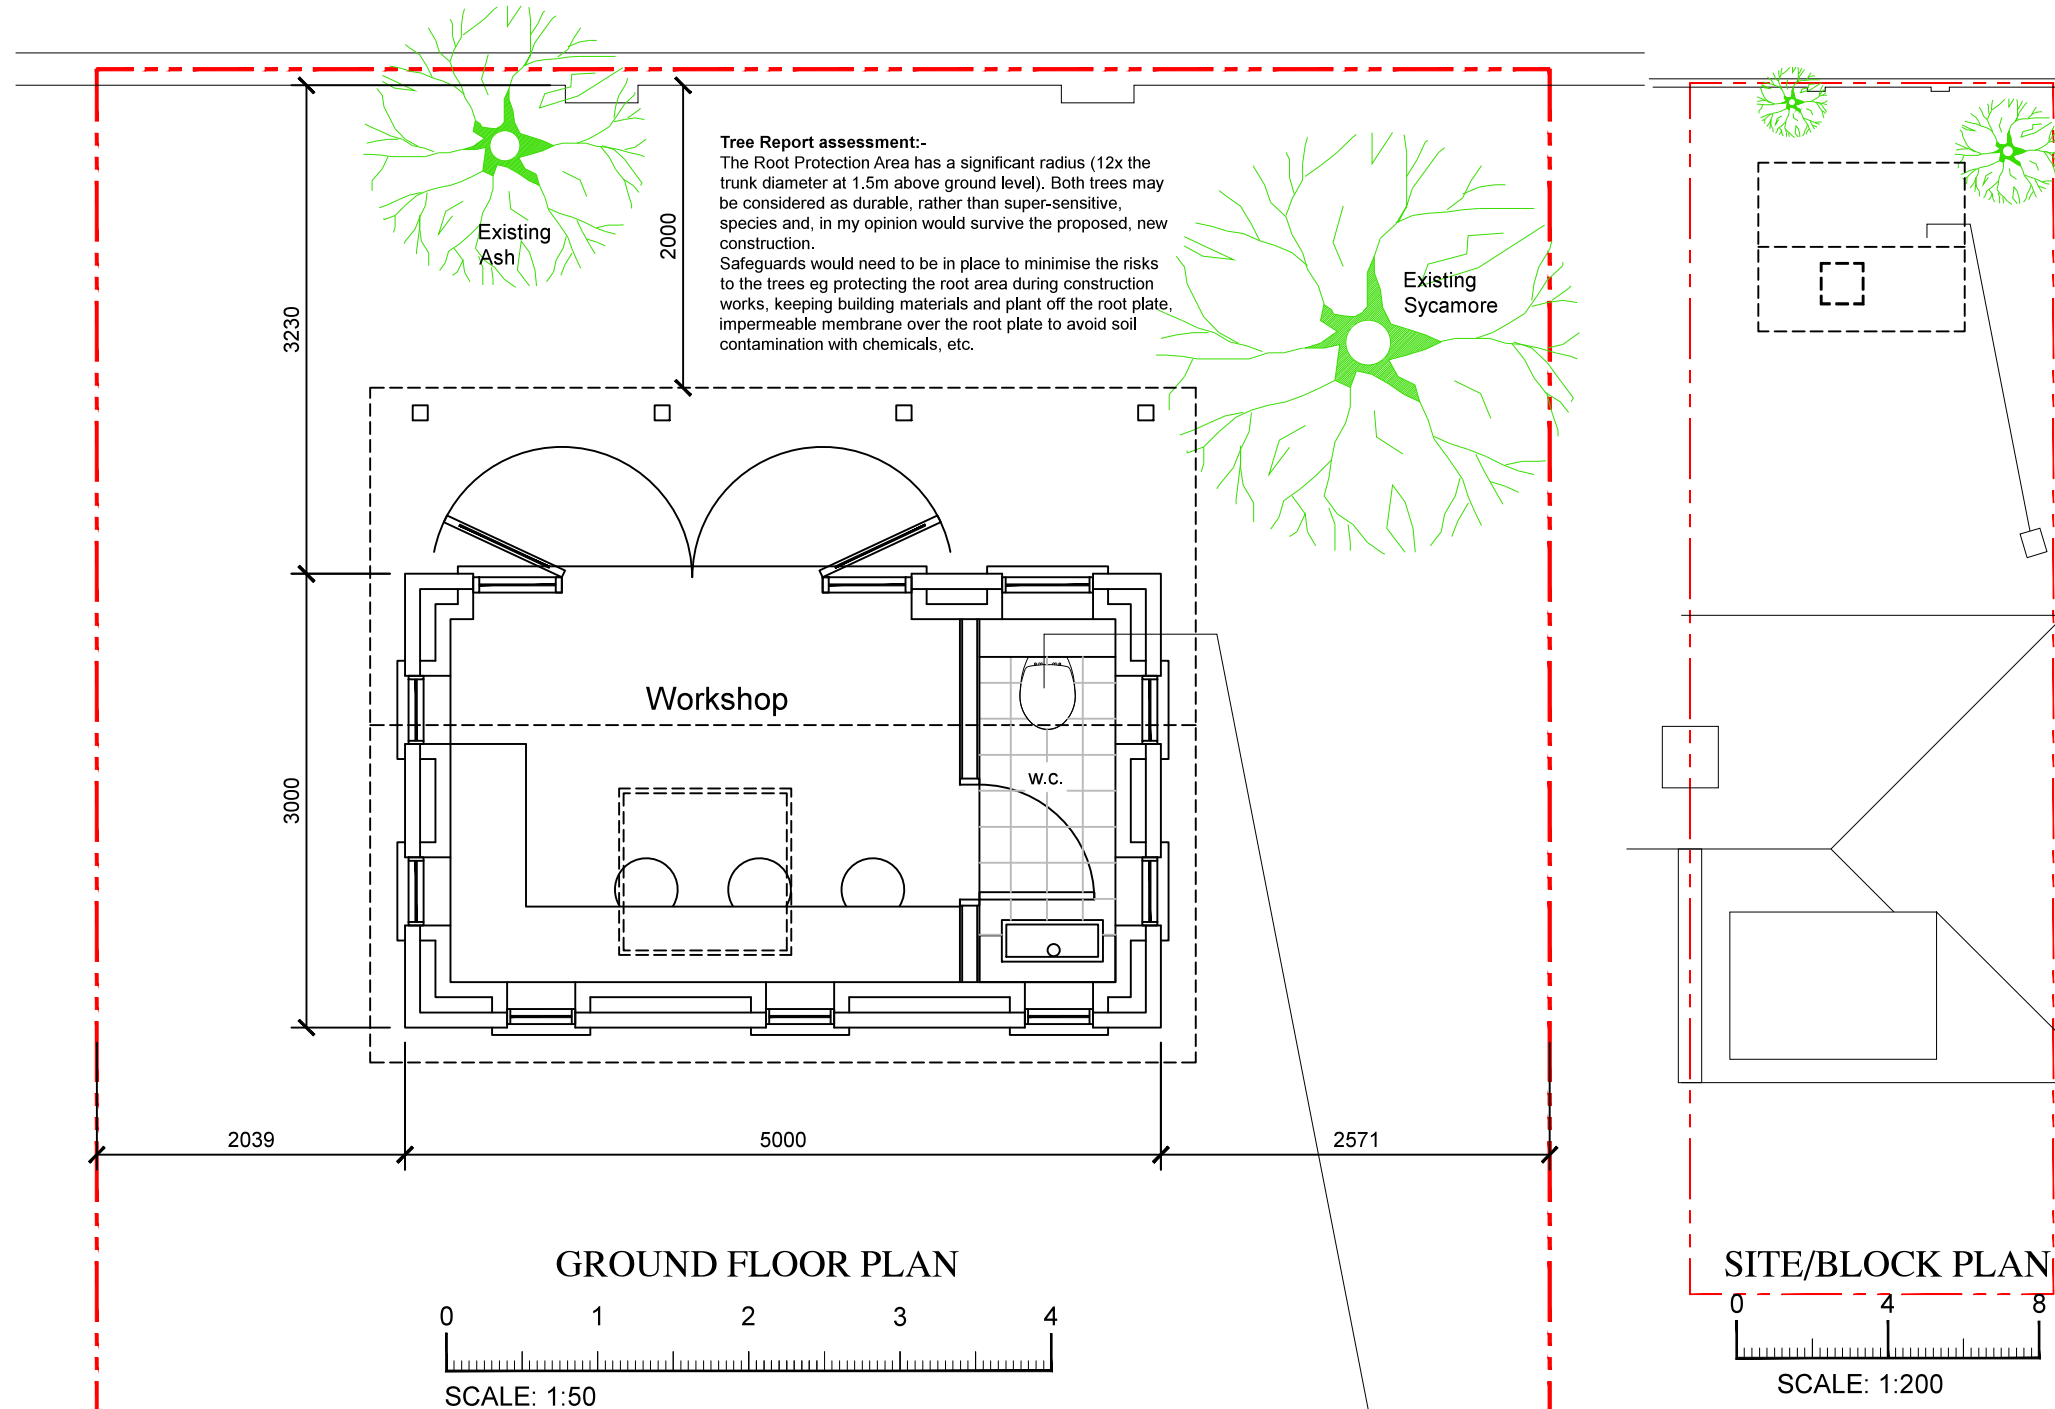 Tree Report assessment:-
The Root Protection Area has a significant radius (12x the
trunk diameter at 1.5m above ground level). Both trees may
be considered as durable, rather than super-sensitive,
species and, in my opinion would survive the proposed, new
construction.
Safeguards would need to be in place to minimise the risks
to the trees eg protecting the root area during construction
works, keeping building materials and plant off the root plate,
impermeable membrane over the root plate to avoid soil
contamination with chemicals, etc.
Existing
Ash
2000
Existing
Sycamore
3230
Workshop
w.c.
3000
2039
5000
2571
GROUND FLOOR PLAN
0 1 2 3 4
SCALE: 1:50
SITE/BLOCK PLAN
0 4 8
SCALE: 1:200